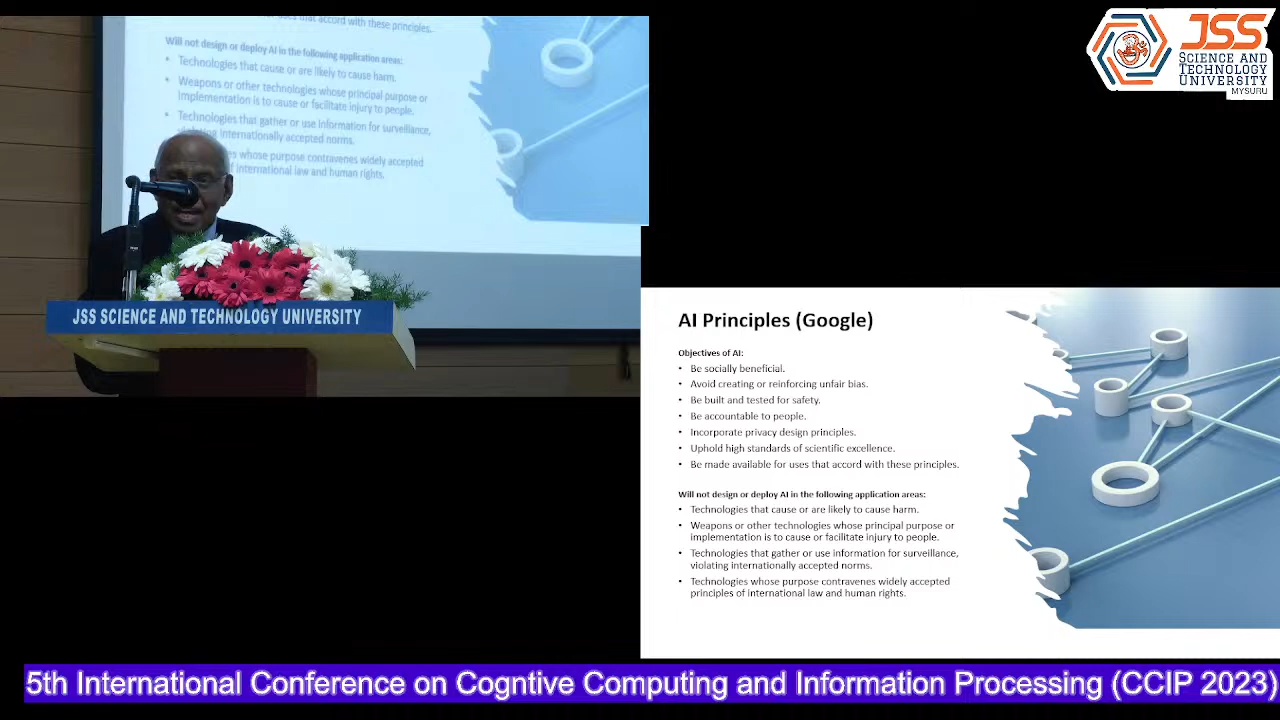 r uses that accord with these principles.
Will not design or deploy AI in the following application areas:
• Technologies that cause or are likely to cause harm.
• Weapons or other technologies whose principal purpose or
implementation is to cause or facilitate injury to people.
• Technologies that gather or use information for surveillance,
violating internationally accepted norms.
es whose purpose contravenes widely accepted
f international law and human rights.
JSS SCIENCE AND TECHNOLOGY UNIVERSITY
JSS
SCIENCE AND
TECHNOLOGY
UNIVERSITY
MYSURU
AI Principles (Google)
Objectives of AI:
• Be socially beneficial.
• Avoid creating or reinforcing unfair bias.
• Be built and tested for safety.
• Be accountable to people.
• Incorporate privacy design principles.
• Uphold high standards of scientific excellence.
• Be made available for uses that accord with these principles.
Will not design or deploy AI in the following application areas:
• Technologies that cause or are likely to cause harm.
• Weapons or other technologies whose principal purpose or
implementation is to cause or facilitate injury to people.
• Technologies that gather or use information for surveillance,
violating internationally accepted norms.
• Technologies whose purpose contravenes widely accepted
principles of international law and human rights.
5th International Conference on Cogntive Computing and Information Processing (CCIP 2023)